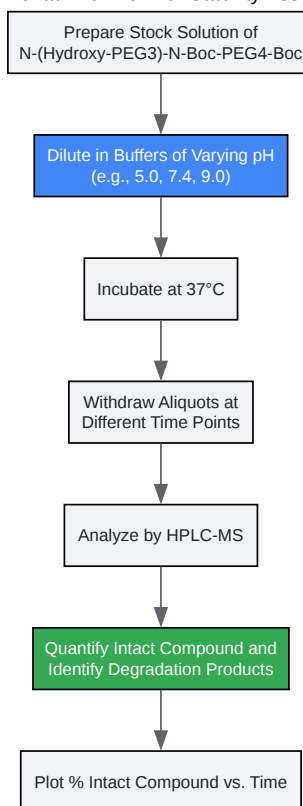 Prepare Stock Solution of
N-(Hydroxy-PEG3)-N-Boc-PEG4-Boc
Dilute in Buffers of Varying pH
(e.g., 5.0, 7.4, 9.0)
Incubate at 37°C
Withdraw Aliquots at
Different Time Points
Analyze by HPLC-MS
Quantify Intact Compound and
Identify Degradation Products
Plot % Intact Compound vs. Time